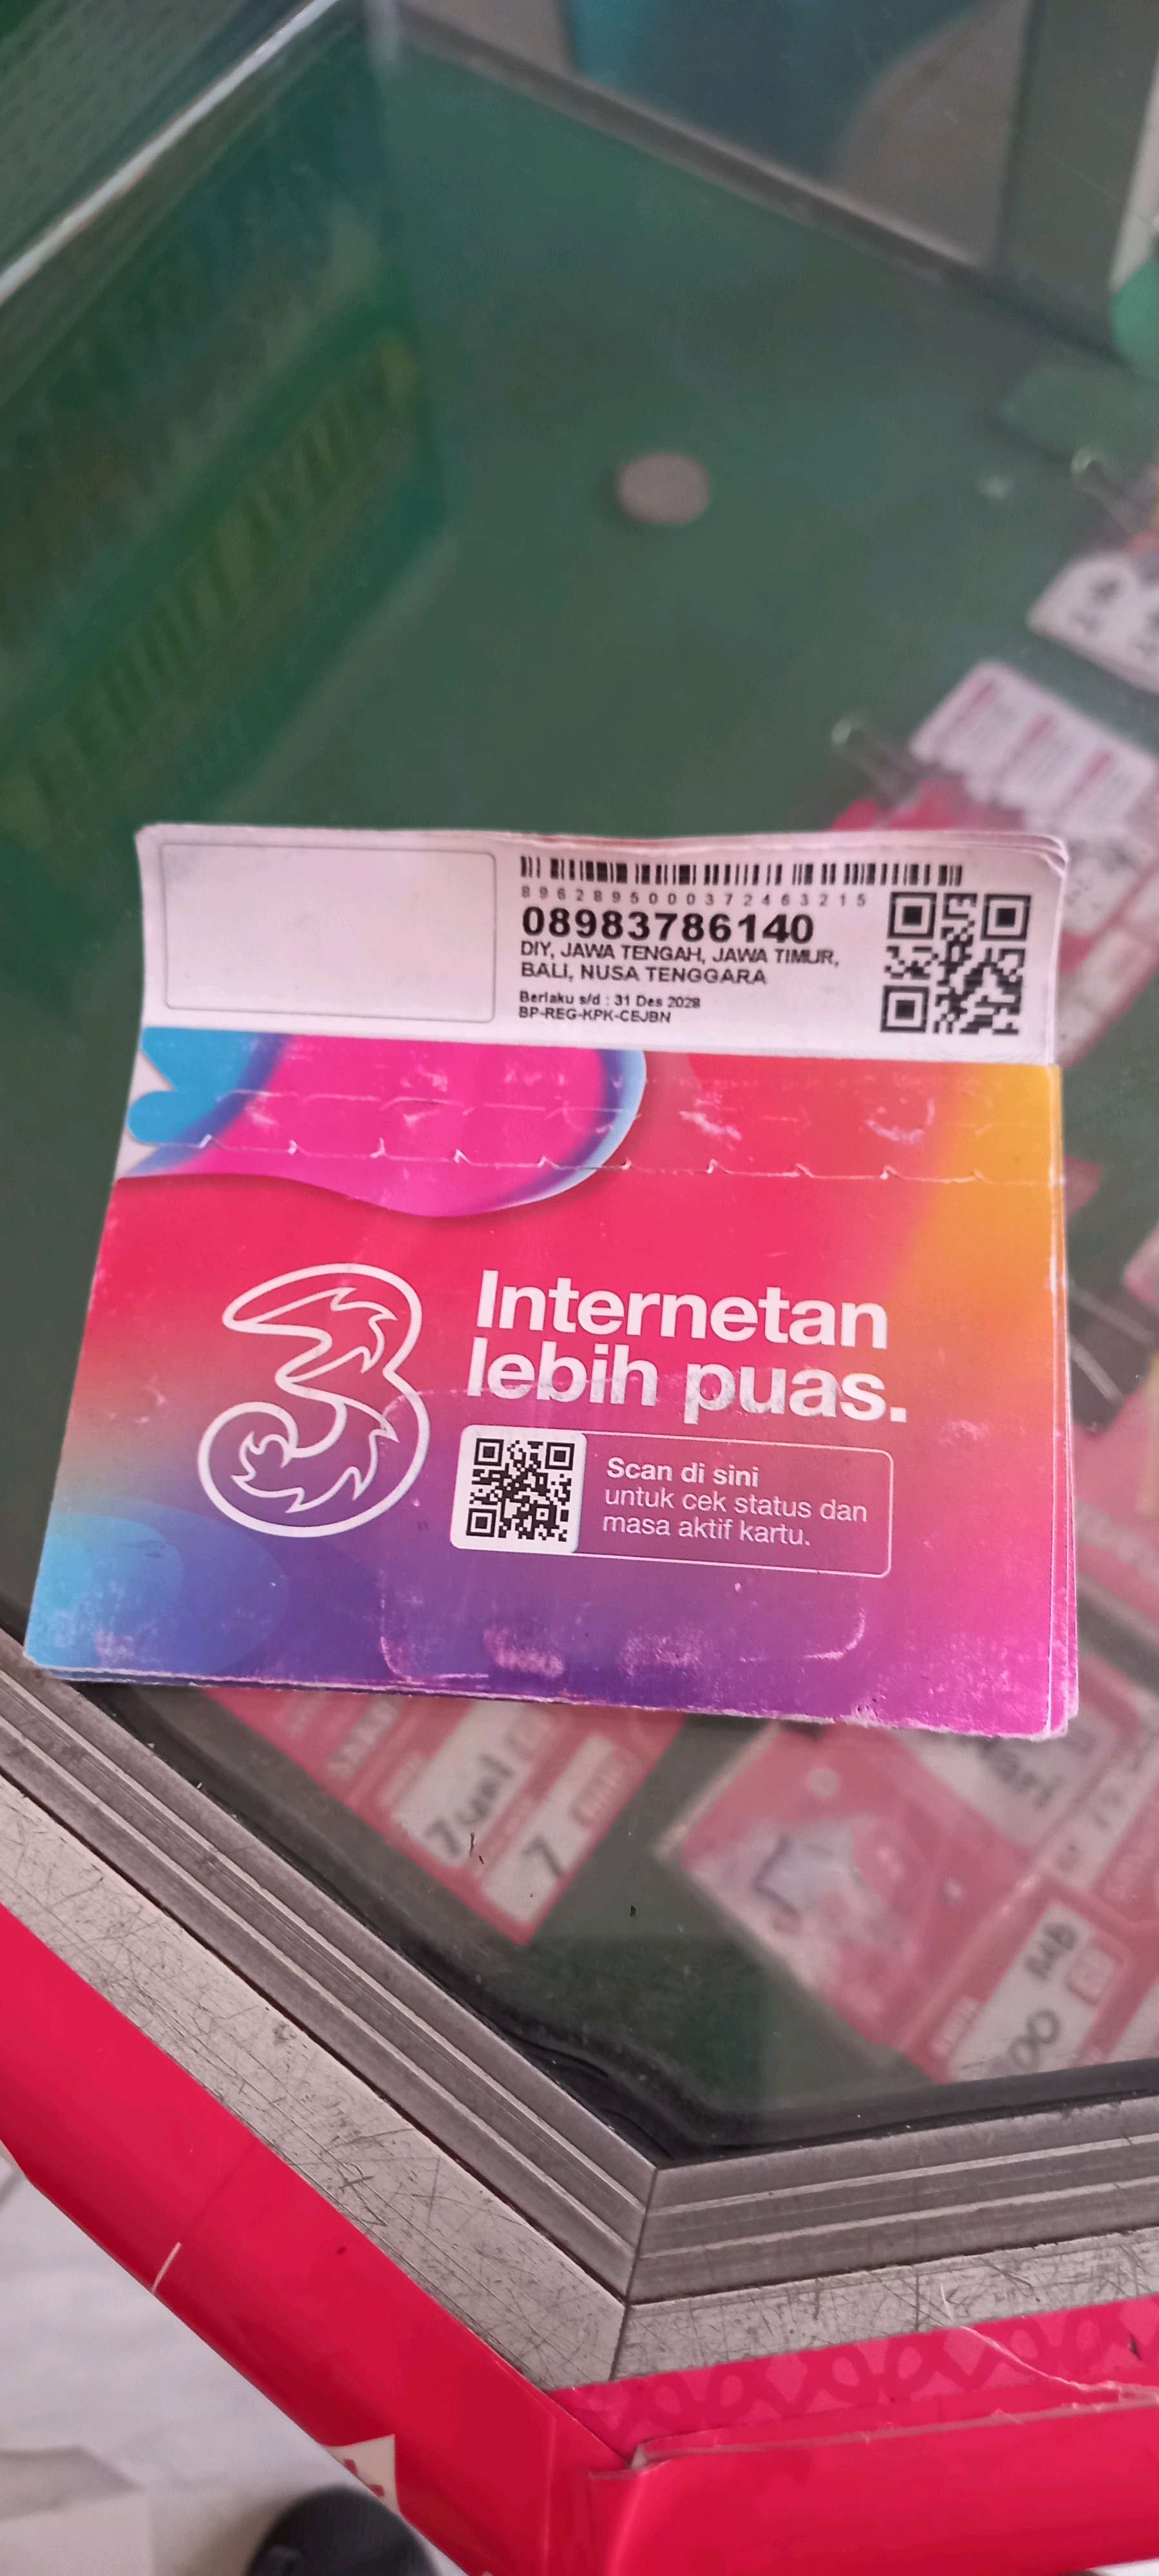 8962895000372463215
08983786140
DIY, JAWA TENGAH, JAWA TIMUR,
BALI, NUSA TENGGARA
Berlaku s/d : 31 Des 2028
BP-REG-KPK-CEJBN
3
Internetan
lebih puas.
Scan di sini
untuk cek status dan
masa aktif kartu.
7